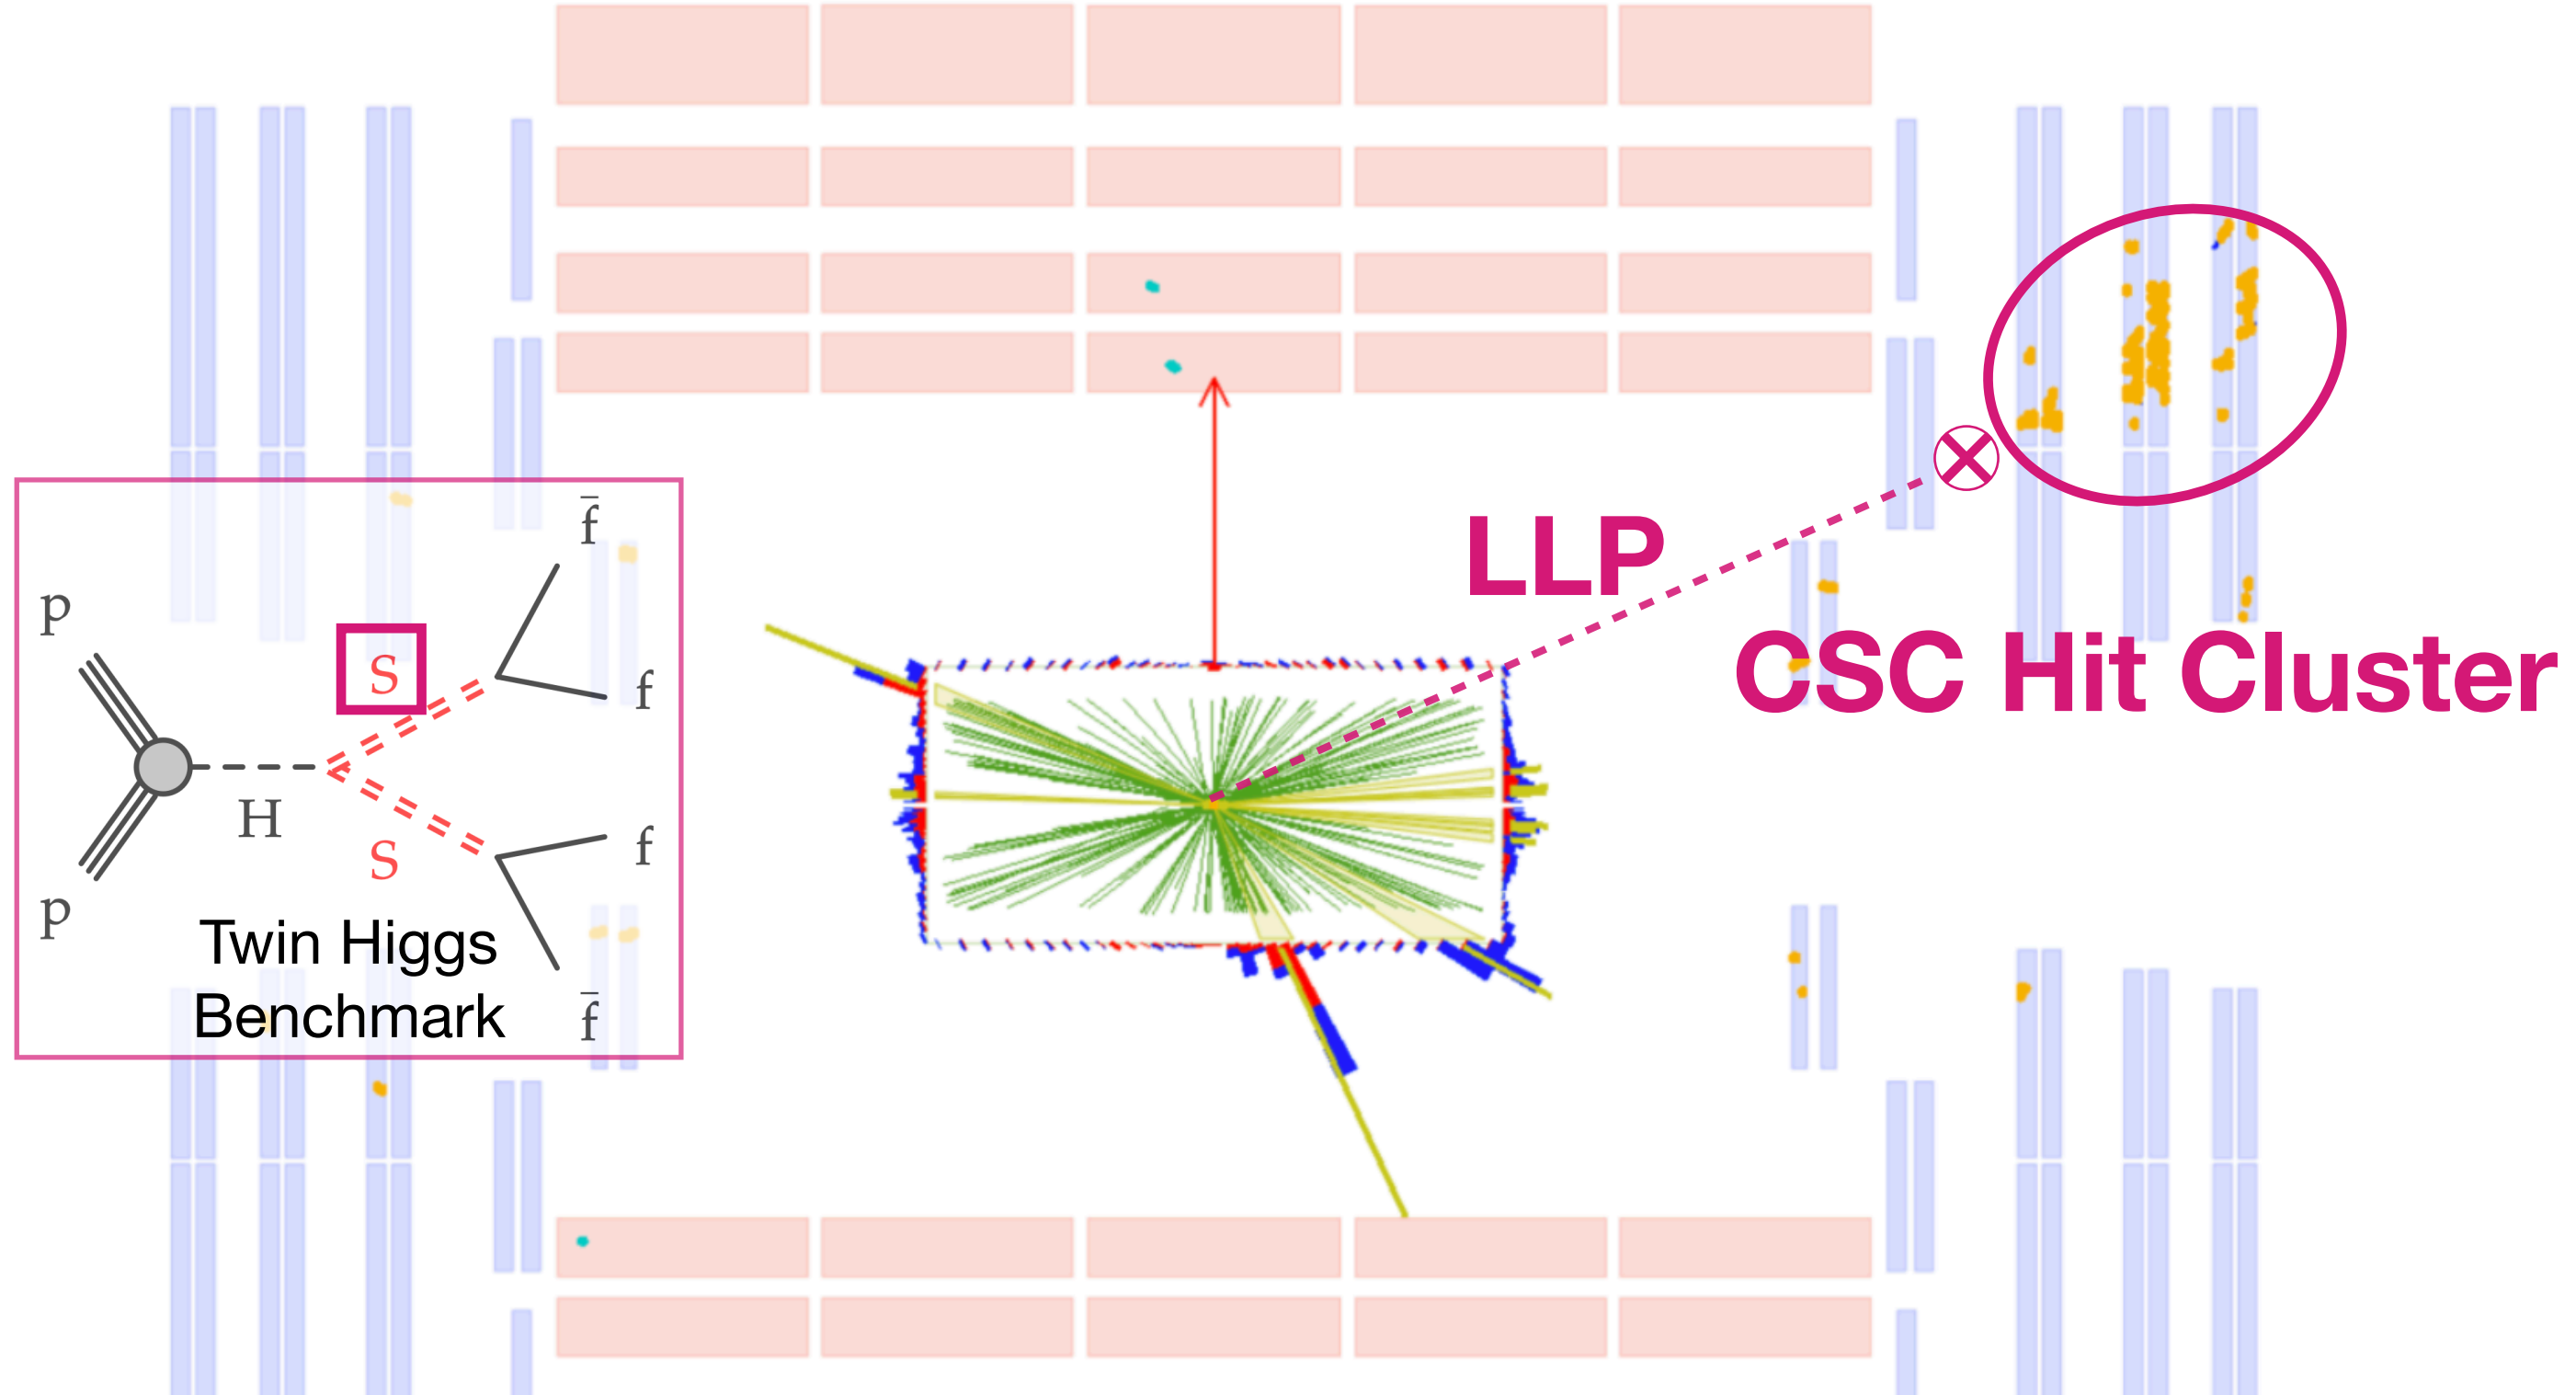 LLP
CSC Hit Cluster
f̄
p
S
f
H
S
f
p
Twin Higgs
Benchmark
f̄